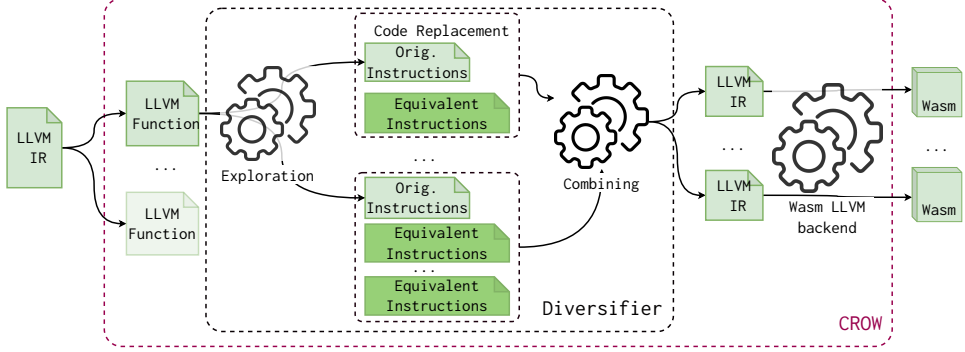 LLVM
IR
LLVM
Function
...
LLVM
Function
Exploration
Code Replacement
Orig.
Instructions
Equivalent
Instructions
...
Orig.
Instructions
Equivalent
Instructions
...
Equivalent
Instructions
Combining
Diversifier
LLVM
IR
...
LLVM
IR
Wasm LLVM
backend
CROW
Wasm
...
Wasm